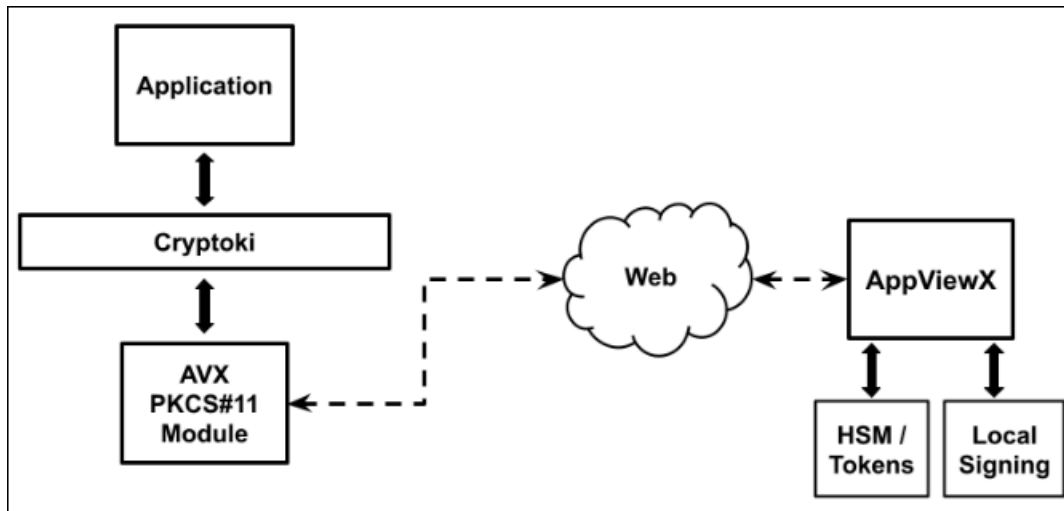 Application
Cryptoki
AVX
PKCS#11
Module
Web
AppViewX
HSM /
Tokens
Local
Signing